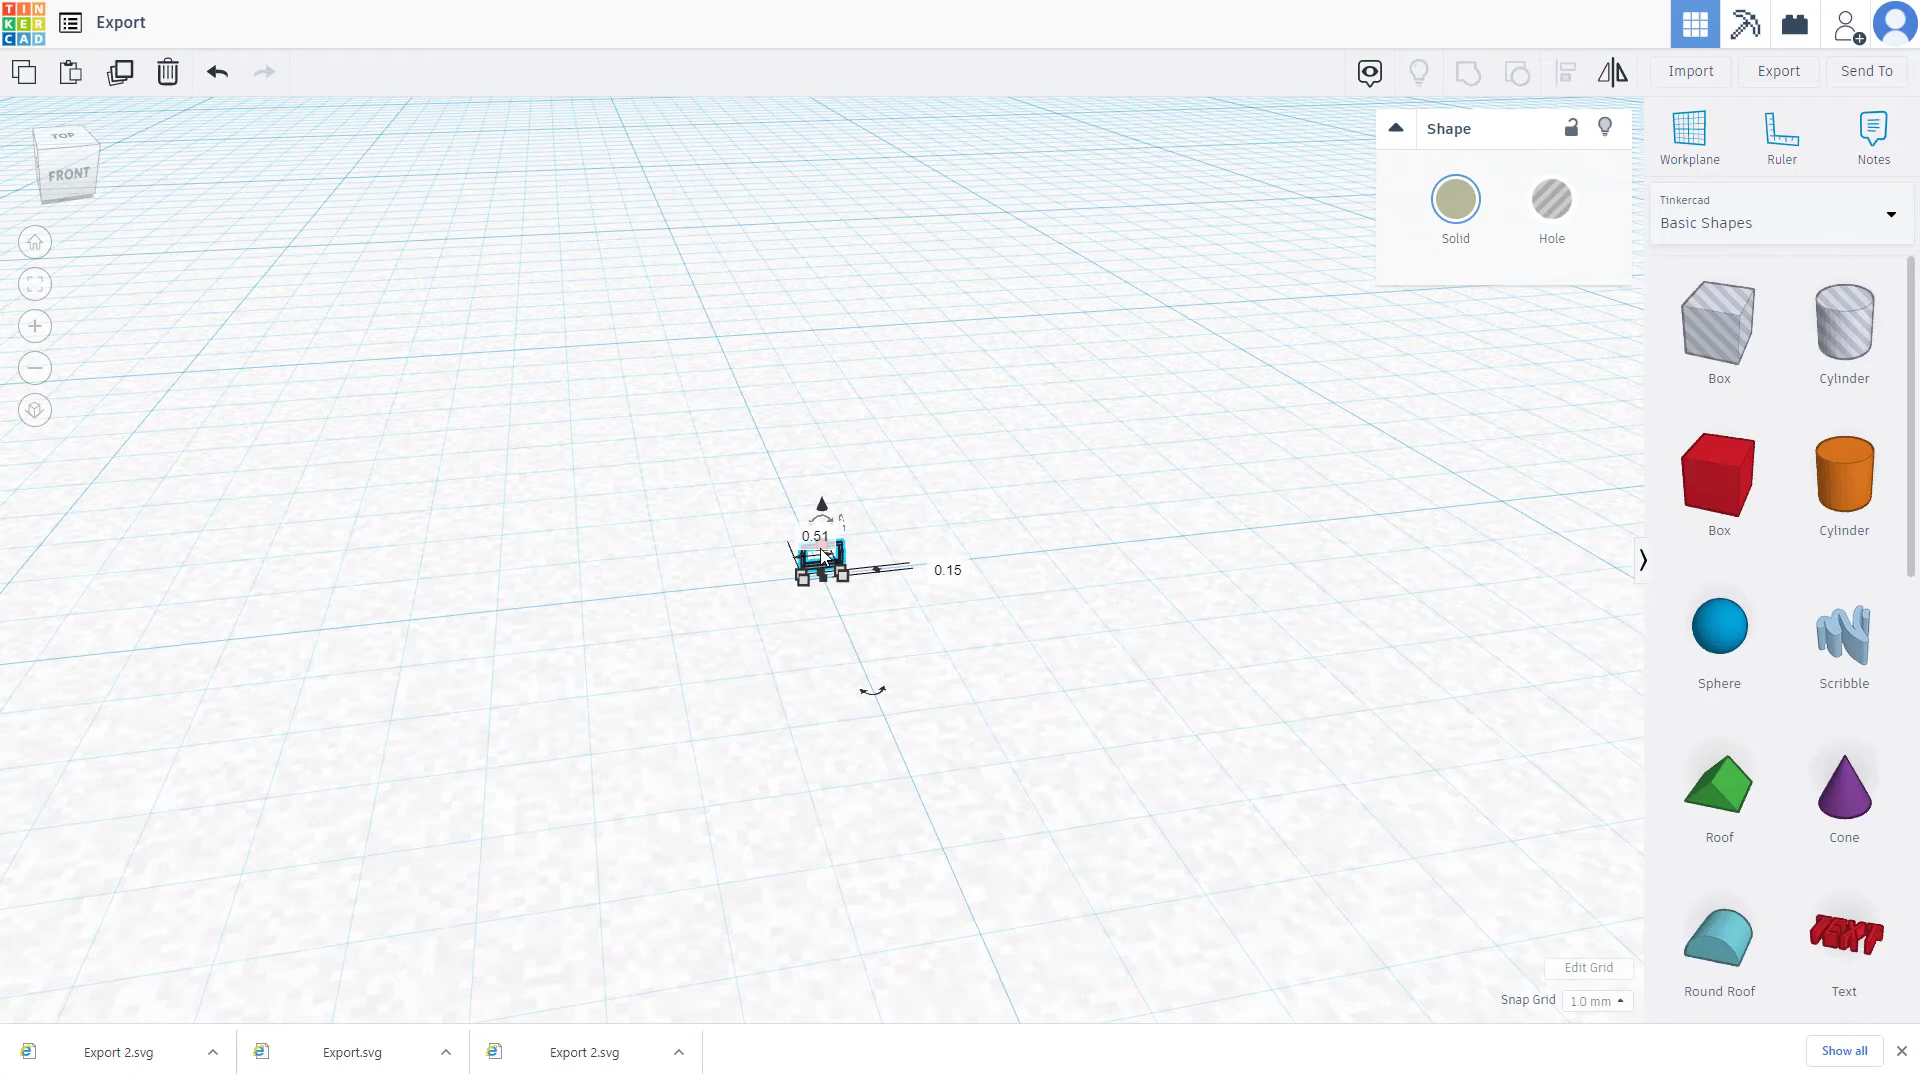 TIN
KER
CAD
Export
Import
Export
Send To
TOP
FRONT
Shape
Solid
Hole
Workplane
Ruler
Notes
Tinkercad
Basic Shapes
Box
Cylinder
Box
Cylinder
Sphere
Scribble
Roof
Cone
Round Roof
Text
TEXT
0.51
0.15
Edit Grid
Snap Grid 1.0 mm
Export 2.svg
Export.svg
Export 2.svg
Show all